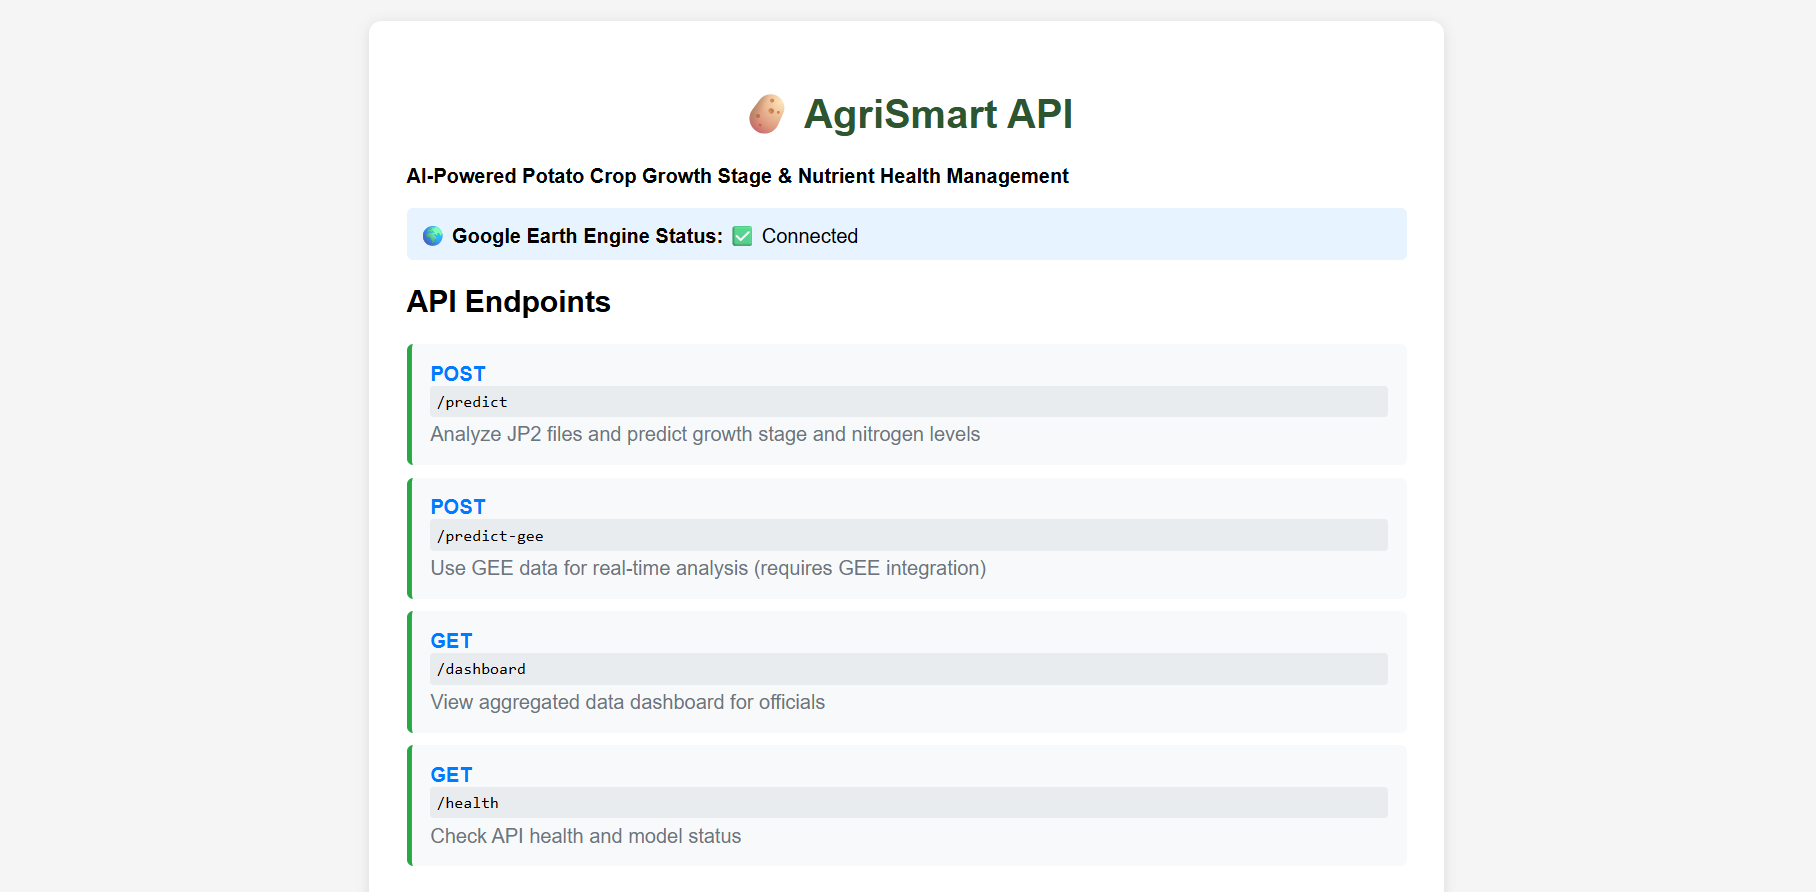 AgriSmart API
AI-Powered Potato Crop Growth Stage & Nutrient Health Management
Google Earth Engine Status: Connected
API Endpoints
POST
/predict
Analyze JP2 files and predict growth stage and nitrogen levels
POST
/predict-gee
Use GEE data for real-time analysis (requires GEE integration)
GET
/dashboard
View aggregated data dashboard for officials
GET
/health
Check API health and model status